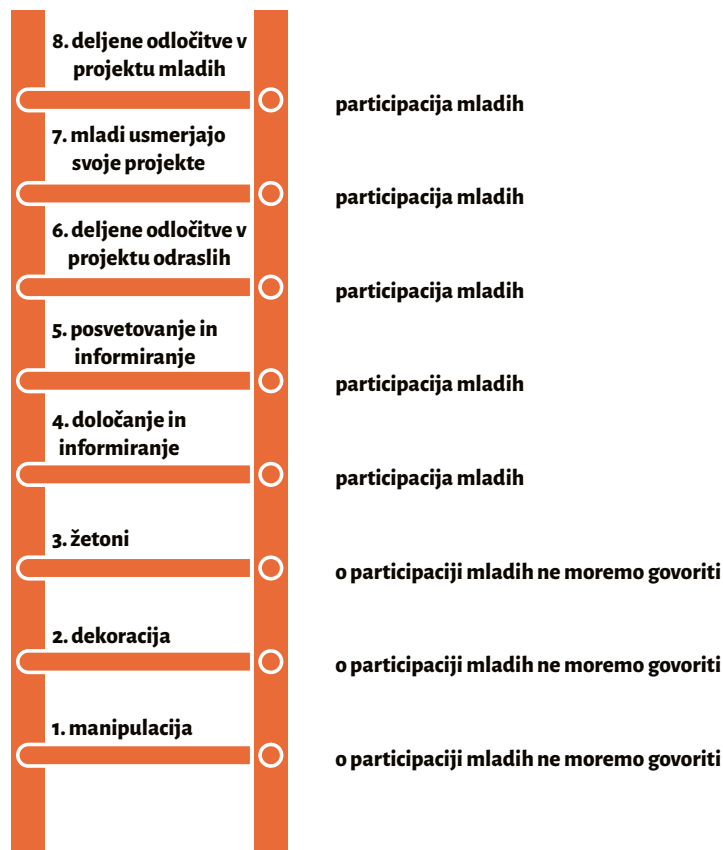 8. deljene odločitve v
projektu mladih
participacija mladih
7. mladi usmerjajo
svoje projekte
participacija mladih
6. deljene odločitve v
projektu odraslih
participacija mladih
5. posvetovanje in
informiranje
participacija mladih
4. določanje in
informiranje
participacija mladih
3. žetoni
o participaciji mladih ne moremo govoriti
2. dekoracija
o participaciji mladih ne moremo govoriti
1. manipulacija
o participaciji mladih ne moremo govoriti